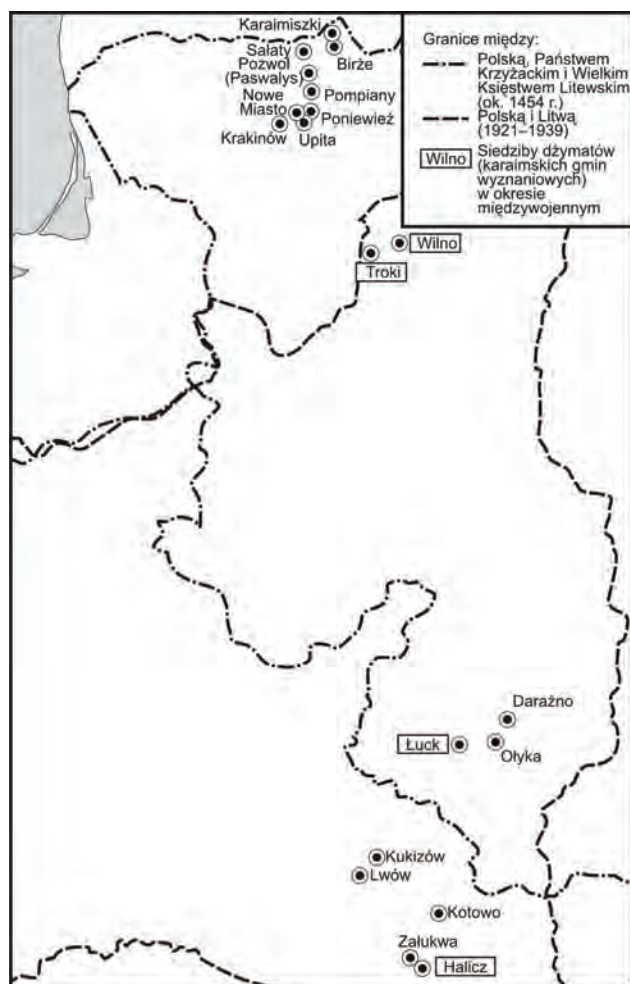 Karaimiszki
Sałaty
Birże
Pozwol
(Paswalys)
Pompiany
Nowe
Miasto
Poniewież
Krakinów
Upita
Granice między:
Polską, Państwem
Krzyżackim i Wielkim
Księstwem Litewskim
(ok. 1454 r.)
Polską i Litwą
(1921–1939)
Wilno
Siedziby dżymatów
(karaimskich gmin
wyznaniowych)
w okresie
międzywojennym
Wilno
Troki
Darażno
Łuck
Ołyka
Kukizów
Lwów
Kotowo
Załukwa
Halicz